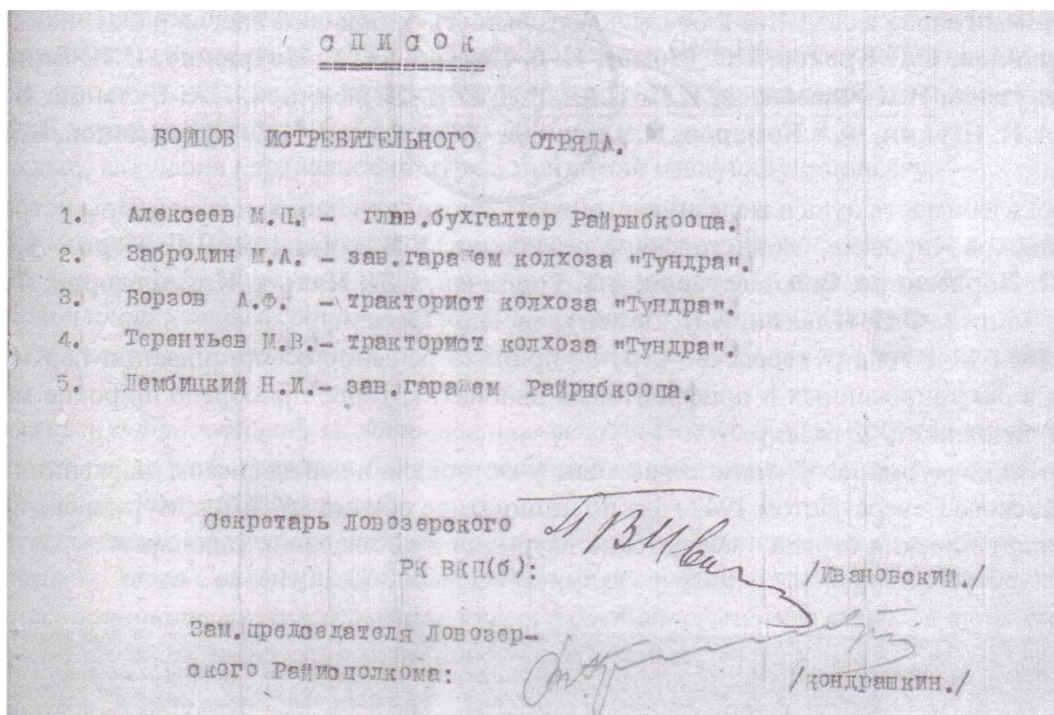 СПИСОК
БОЙЦОВ ИСТРЕБИТЕЛЬНОГО ОТРЯДА.
1. Алексеев М.П. – глав.бухгалтер Райрыбкоопа.
2. Забродин М.А. – зав.гаражем колхоза "Тундра".
3. Борзов А.Ф. – тракторист колхоза "Тундра".
4. Терентьев М.В.– тракторист колхоза "Тундра".
5. Лембицкий Н.И.– зав.гаражем Райрыбкоопа.
Секретарь Ловозерского
РК ВКП(б): /Ивановский./
Зам.председателя Ловозер–
ского Райисполкома: /кондрашкин./